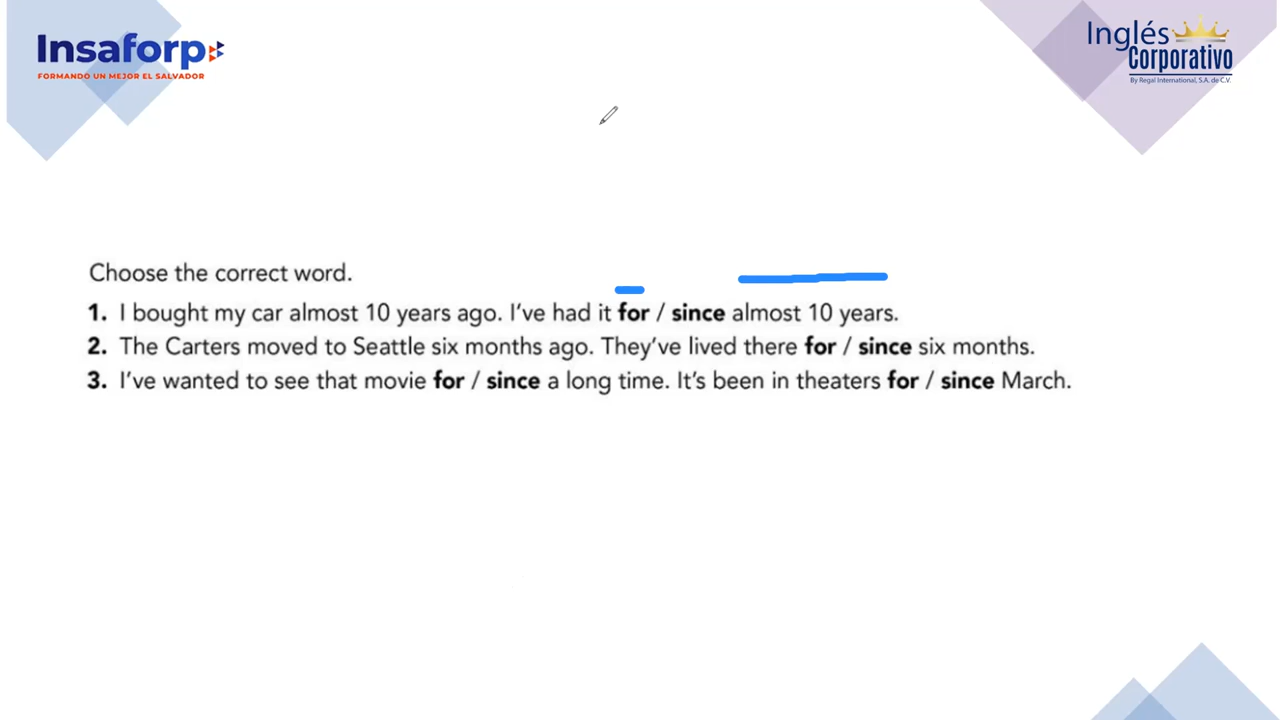 Insaforp
FORMANDO UN MEJOR EL SALVADOR
Inglés
Corporativo
By Regal International, S.A. de C.V.
Choose the correct word.
1. I bought my car almost 10 years ago. I've had it for / since almost 10 years.
2. The Carters moved to Seattle six months ago. They've lived there for / since six months.
3. I've wanted to see that movie for / since a long time. It's been in theaters for / since March.